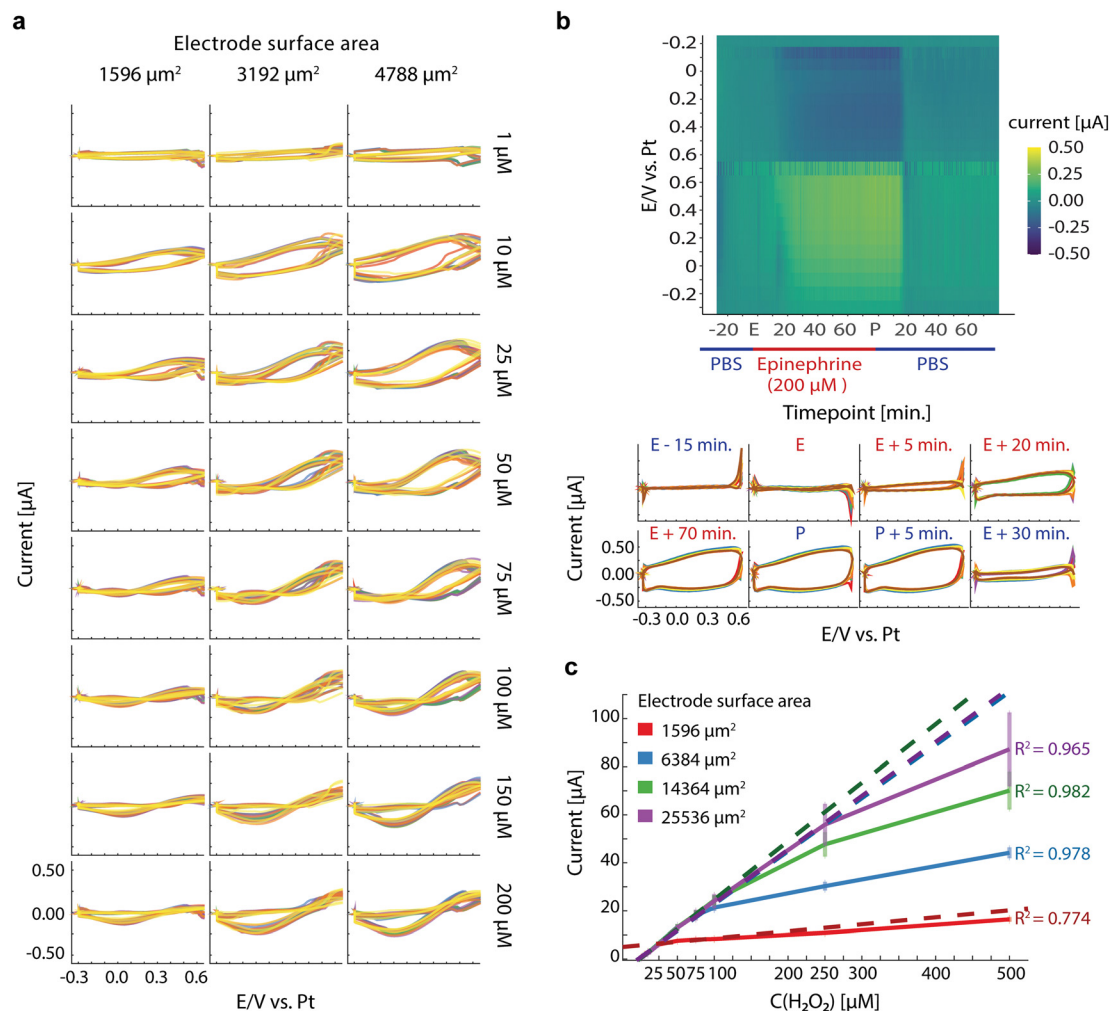 a
Electrode surface area
1596 µm² 3192 µm² 4788 µm²
1 µM
10 µM
25 µM
50 µM
75 µM
100 µM
150 µM
200 µM
Current [µA]
0.50
0.00
-0.50
-0.3 0.0 0.3 0.6
E/V vs. Pt
b
-0.2
0
0.2
0.4
0.6
0.6
0.4
0.2
0
-0.2
E/V vs. Pt
-20 E 20 40 60 P 20 40 60
PBS Epinephrine PBS
(200 µM )
Timepoint [min.]
current [µA]
0.50
0.25
0.00
-0.25
-0.50
E - 15 min. E E + 5 min. E + 20 min.
E + 70 min. P P + 5 min. E + 30 min.
Current [µA]
0.50
0.00
-0.50
-0.3 0.0 0.3 0.6
E/V vs. Pt
c
Electrode surface area
1596 µm²
6384 µm²
14364 µm²
25536 µm²
R² = 0.965
R² = 0.982
R² = 0.978
R² = 0.774
Current [µA]
100
80
60
40
20
0
25 50 75 100 200 250 300 400 500
C(H₂O₂) [µM]